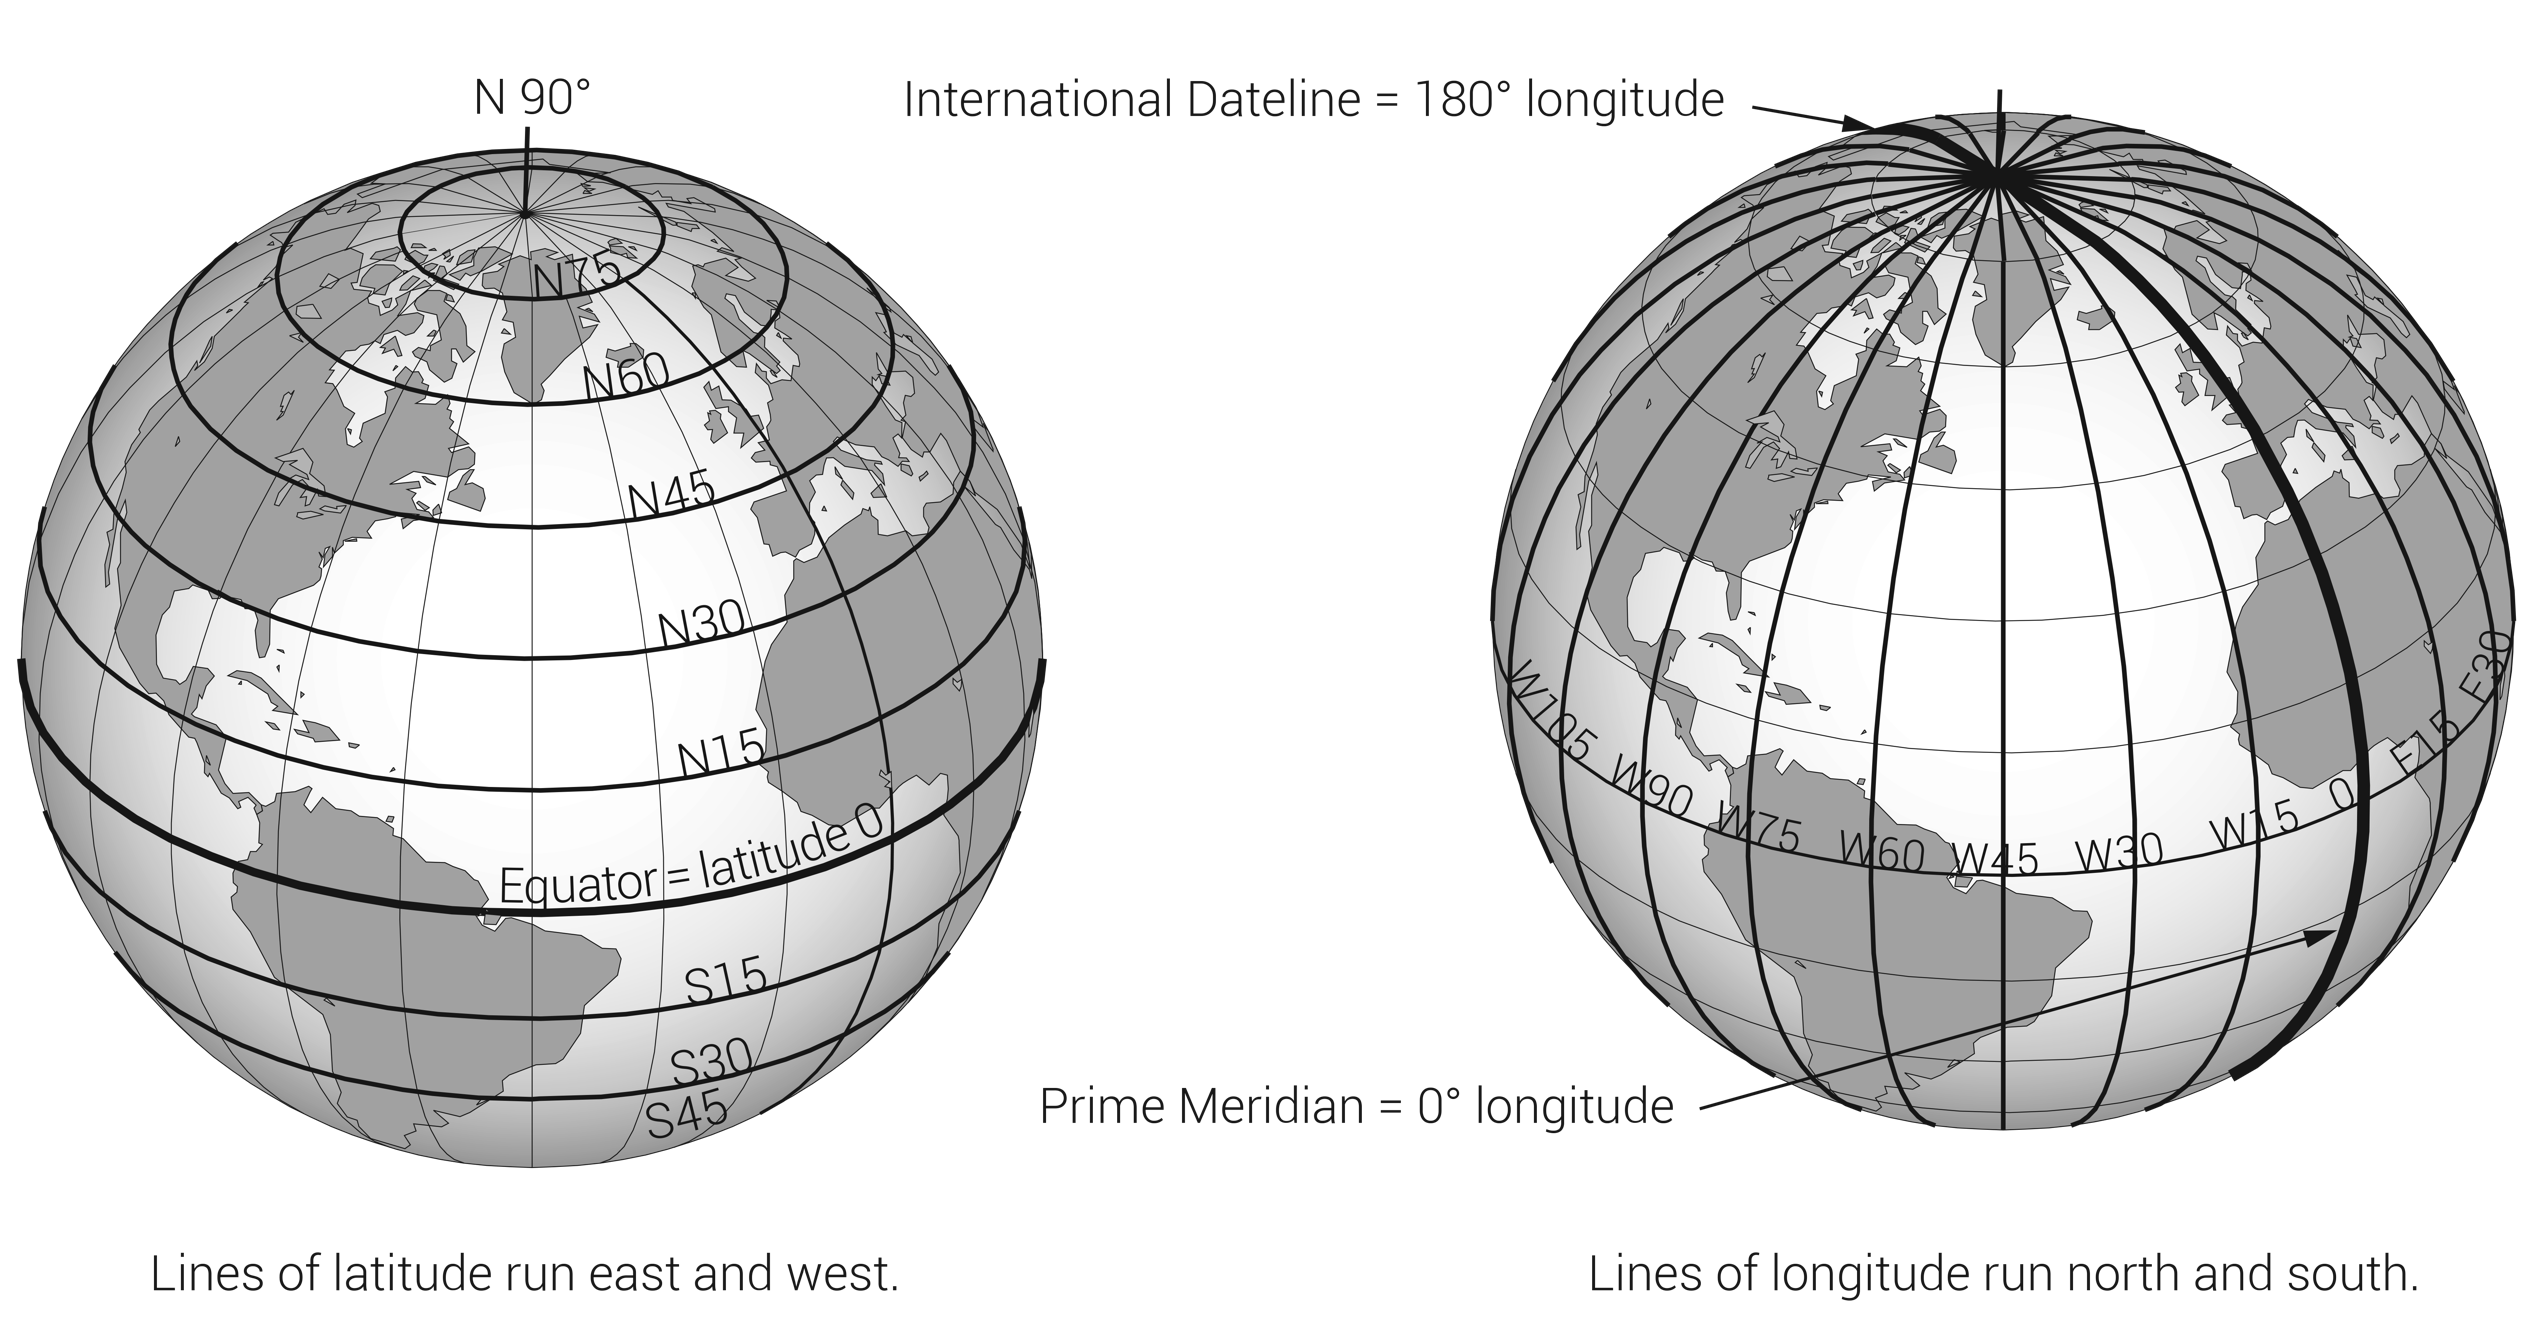 N 90°
International Dateline = 180° longitude
N75
N60
N45
N30
N15
Equator = latitude 0
S15
S30
S45
W105
W90
W75
W60
W45
W30
W15
0
E15
E30
Prime Meridian = 0° longitude
Lines of latitude run east and west.
Lines of longitude run north and south.